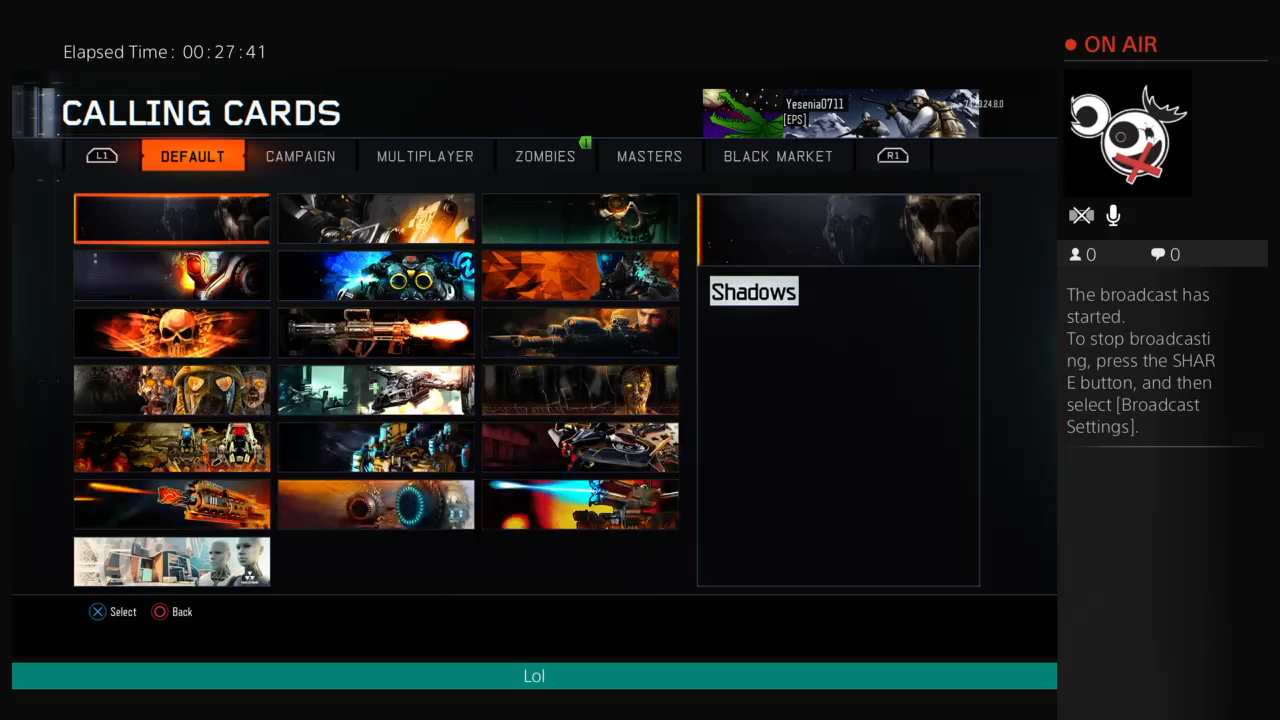 Elapsed Time: 00:27:41
ON AIR
CALLING CARDS
Yesenia0711
[EPS]
L1
DEFAULT
CAMPAIGN
MULTIPLAYER
ZOMBIES
1
MASTERS
BLACK MARKET
R1
0
0
The broadcast has
started.
To stop broadcasti
ng, press the SHAR
E button, and then
select [Broadcast
Settings].
Shadows
Select
Back
Lol